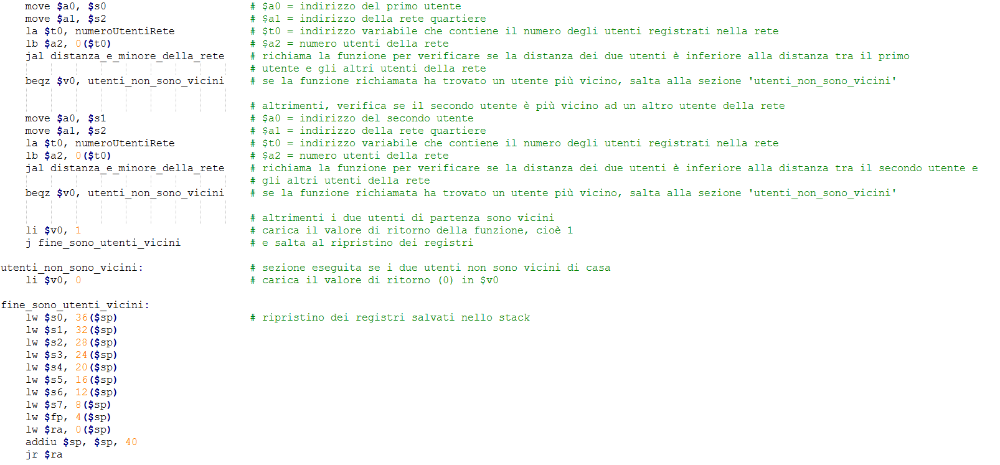 move $a0, $s0 # $a0 = indirizzo del primo utente
move $a1, $s2 # $a1 = indirizzo della rete quartiere
la $t0, numeroUtentiRete # $t0 = indirizzo variabile che contiene il numero degli utenti registrati nella rete
lb $a2, 0($t0) # $a2 = numero utenti della rete
jal distanza_e_minore_della_rete # richiama la funzione per verificare se la distanza dei due utenti è inferiore alla distanza tra il primo
# utente e gli altri utenti della rete
beqz $v0, utenti_non_sono_vicini # se la funzione richiamata ha trovato un utente più vicino, salta alla sezione 'utenti_non_sono_vicini'
# altrimenti, verifica se il secondo utente è più vicino ad un altro utente della rete
move $a0, $s1 # $a0 = indirizzo del secondo utente
move $a1, $s2 # $a1 = indirizzo della rete quartiere
la $t0, numeroUtentiRete # $t0 = indirizzo variabile che contiene il numero degli utenti registrati nella rete
lb $a2, 0($t0) # $a2 = numero utenti della rete
jal distanza_e_minore_della_rete # richiama la funzione per verificare se la distanza dei due utenti è inferiore alla distanza tra il secondo utente e
# gli altri utenti della rete
beqz $v0, utenti_non_sono_vicini # se la funzione richiamata ha trovato un utente più vicino, salta alla sezione 'utenti_non_sono_vicini'
# altrimenti i due utenti di partenza sono vicini
li $v0, 1 # carica il valore di ritorno della funzione, cioè 1
j fine_sono_utenti_vicini # e salta al ripristino dei registri
utenti_non_sono_vicini: # sezione eseguita se i due utenti non sono vicini di casa
li $v0, 0 # carica il valore di ritorno (0) in $v0
fine_sono_utenti_vicini:
lw $s0, 36($sp) # ripristino dei registri salvati nello stack
lw $s1, 32($sp)
lw $s2, 28($sp)
lw $s3, 24($sp)
lw $s4, 20($sp)
lw $s5, 16($sp)
lw $s6, 12($sp)
lw $s7, 8($sp)
lw $fp, 4($sp)
lw $ra, 0($sp)
addiu $sp, $sp, 40
jr $ra